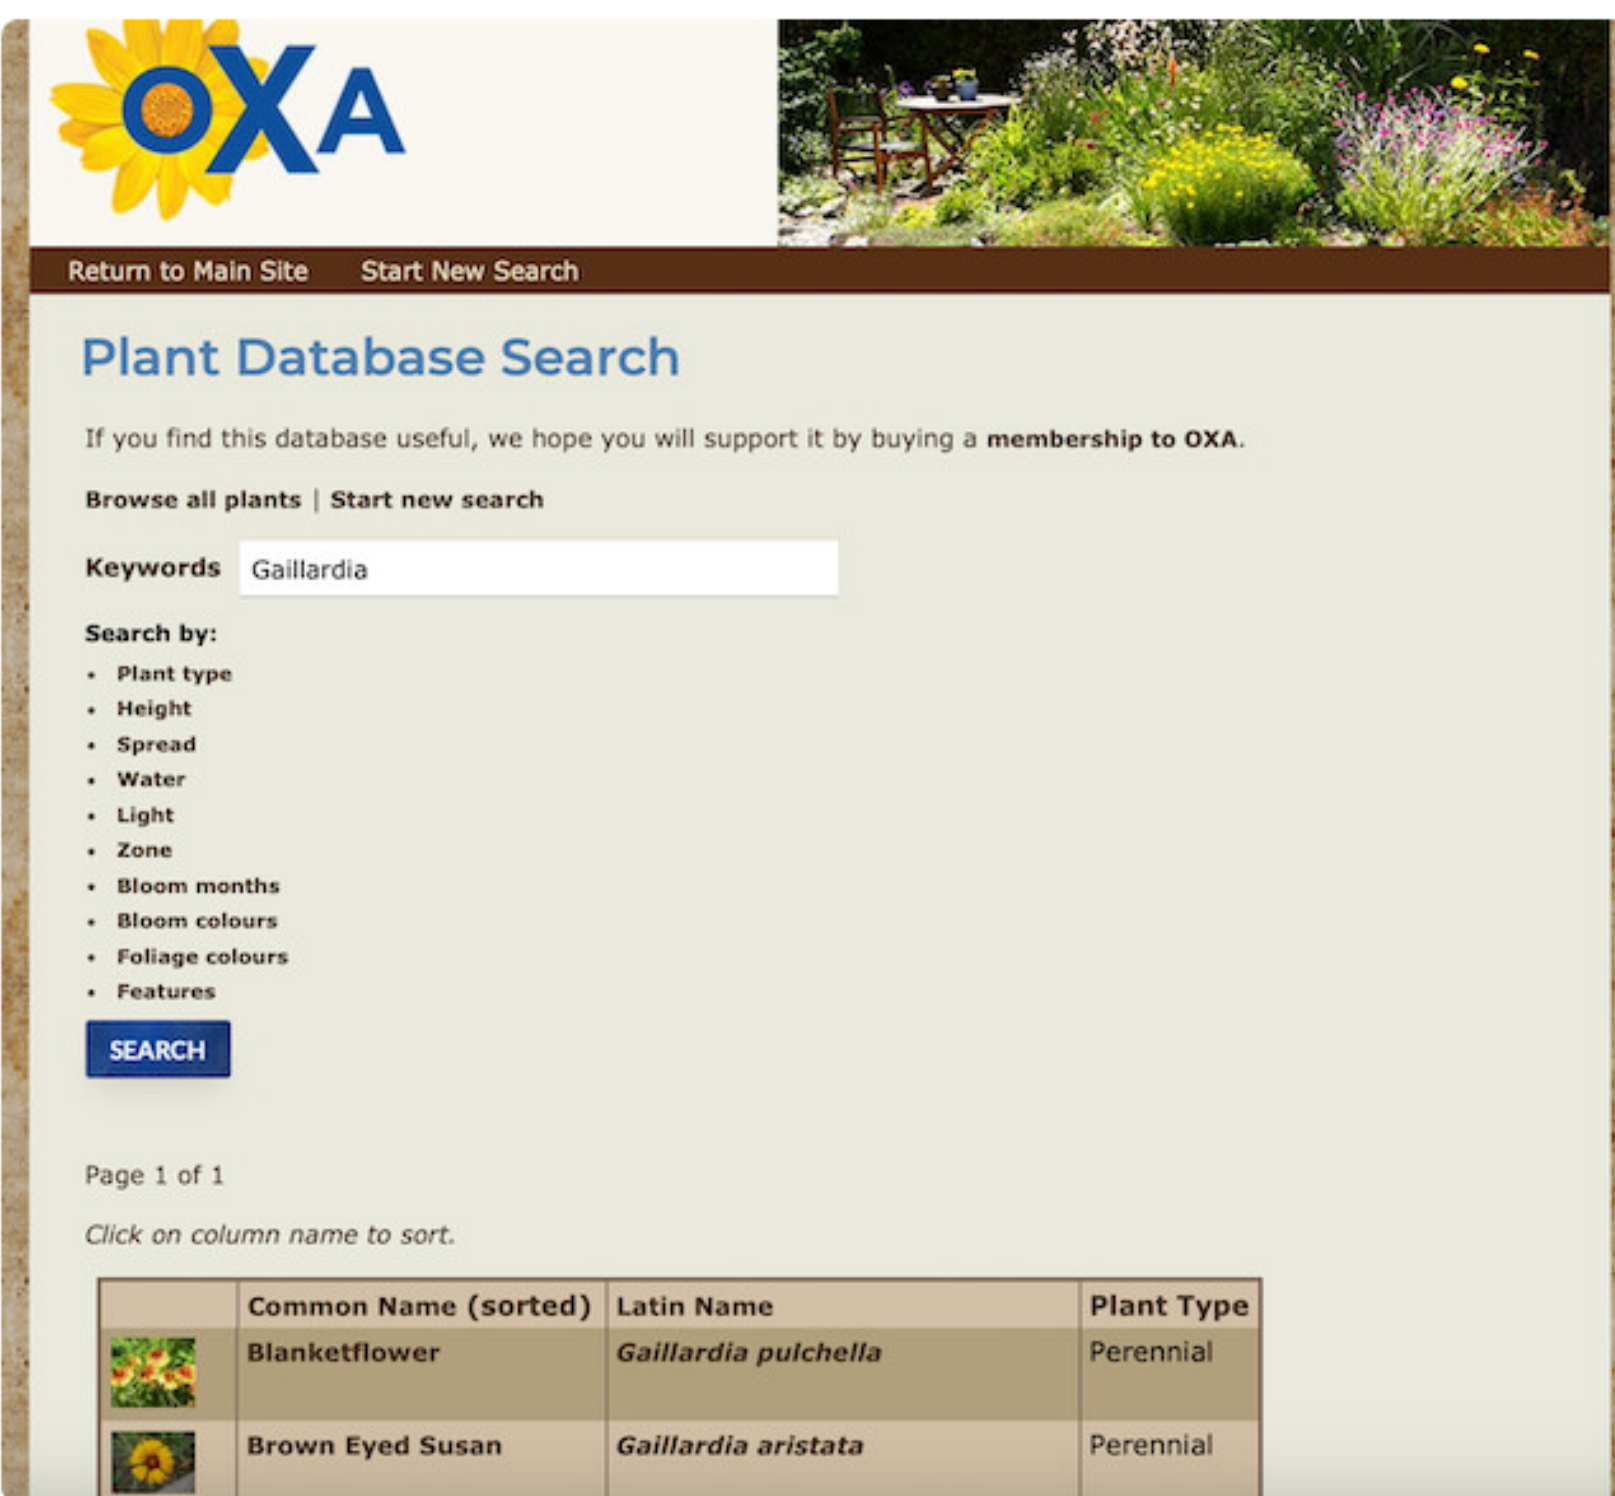 OXA
Return to Main Site Start New Search
Plant Database Search
If you find this database useful, we hope you will support it by buying a membership to OXA.
Browse all plants | Start new search
Keywords Gaillardia
Search by:
• Plant type
• Height
• Spread
• Water
• Light
• Zone
• Bloom months
• Bloom colours
• Foliage colours
• Features
SEARCH
Page 1 of 1
Click on column name to sort.
Common Name (sorted) Latin Name Plant Type
Blanketflower Gaillardia pulchella Perennial
Brown Eyed Susan Gaillardia aristata Perennial